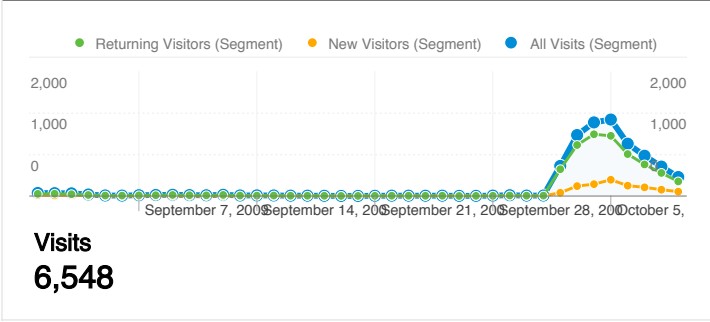 Returning Visitors (Segment) New Visitors (Segment) All Visits (Segment)
2,000 2,000
1,000 1,000
0
September 7, 2009 September 14, 200 September 21, 200 September 28, 200 October 5,
Visits
6,548